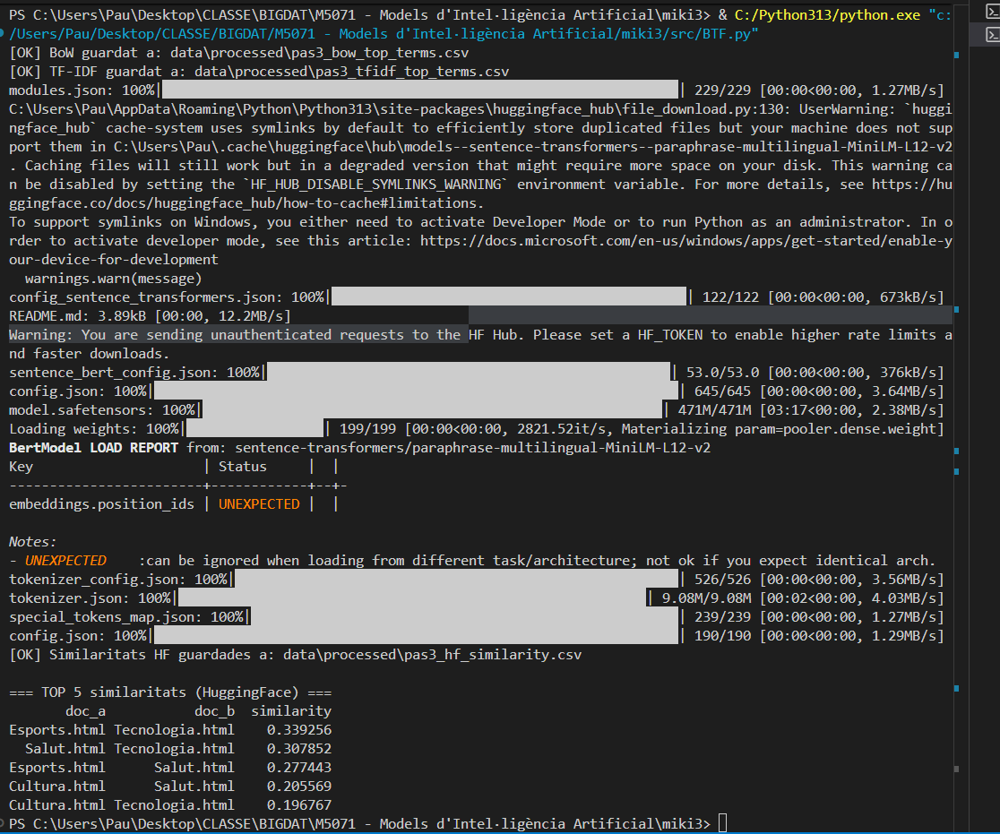 PS C:\Users\Pau\Desktop\CLASSE\BIGDAT\M5071 - Models d'Intel·ligència Artificial\miki3> & C:/Python313/python.exe "c:
/Users/Pau/Desktop/CLASSE/BIGDAT/M5071 - Models d'Intel·ligència Artificial/miki3/src/BTF.py"
[OK] BoW guardat a: data\processed\pas3_bow_top_terms.csv
[OK] TF-IDF guardat a: data\processed\pas3_tfidf_top_terms.csv
modules.json: 100%| | 229/229 [00:00<00:00, 1.27MB/s]
C:\Users\Pau\AppData\Roaming\Python\Python313\site-packages\huggingface_hub\file_download.py:130: UserWarning: `huggi
ngface_hub` cache-system uses symlinks by default to efficiently store duplicated files but your machine does not sup
port them in C:\Users\Pau\.cache\huggingface\hub\models--sentence-transformers--paraphrase-multilingual-MiniLM-L12-v2
. Caching files will still work but in a degraded version that might require more space on your disk. This warning ca
n be disabled by setting the `HF_HUB_DISABLE_SYMLINKS_WARNING` environment variable. For more details, see https://hu
ggingface.co/docs/huggingface_hub/how-to-cache#limitations.
To support symlinks on Windows, you either need to activate Developer Mode or to run Python as an administrator. In o
rder to activate developer mode, see this article: https://docs.microsoft.com/en-us/windows/apps/get-started/enable-y
our-device-for-development
  warnings.warn(message)
config_sentence_transformers.json: 100%| | 122/122 [00:00<00:00, 673kB/s]
README.md: 3.89kB [00:00, 12.2MB/s]
Warning: You are sending unauthenticated requests to the HF Hub. Please set a HF_TOKEN to enable higher rate limits a
nd faster downloads.
sentence_bert_config.json: 100%| | 53.0/53.0 [00:00<00:00, 376kB/s]
config.json: 100%| | 645/645 [00:00<00:00, 3.64MB/s]
model.safetensors: 100%| | 471M/471M [03:17<00:00, 2.38MB/s]
Loading weights: 100%| | 199/199 [00:00<00:00, 2821.52it/s, Materializing param=pooler.dense.weight]
BertModel LOAD REPORT from: sentence-transformers/paraphrase-multilingual-MiniLM-L12-v2
Key                     | Status     |  |
------------------------+------------+--+-
embeddings.position_ids | UNEXPECTED |  |
Notes:
- UNEXPECTED    :can be ignored when loading from different task/architecture; not ok if you expect identical arch.
tokenizer_config.json: 100%| | 526/526 [00:00<00:00, 3.56MB/s]
tokenizer.json: 100%| | 9.08M/9.08M [00:02<00:00, 4.03MB/s]
special_tokens_map.json: 100%| | 239/239 [00:00<00:00, 1.27MB/s]
config.json: 100%| | 190/190 [00:00<00:00, 1.29MB/s]
[OK] Similaritats HF guardades a: data\processed\pas3_hf_similarity.csv
=== TOP 5 similaritats (HuggingFace) ===
       doc_a           doc_b  similarity
Esports.html Tecnologia.html    0.339256
  Salut.html Tecnologia.html    0.307852
Esports.html      Salut.html    0.277443
Cultura.html      Salut.html    0.205569
Cultura.html Tecnologia.html    0.196767
PS C:\Users\Pau\Desktop\CLASSE\BIGDAT\M5071 - Models d'Intel·ligència Artificial\miki3>